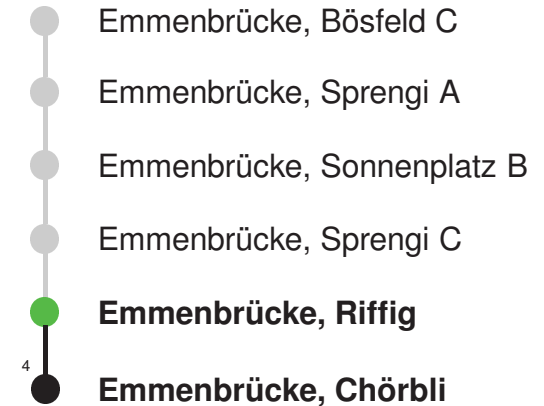 Emmenbrücke, Bösfeld C
Emmenbrücke, Sprengi A
Emmenbrücke, Sonnenplatz B
Emmenbrücke, Sprengi C
Emmenbrücke, Riffig
4
Emmenbrücke, Chörbli